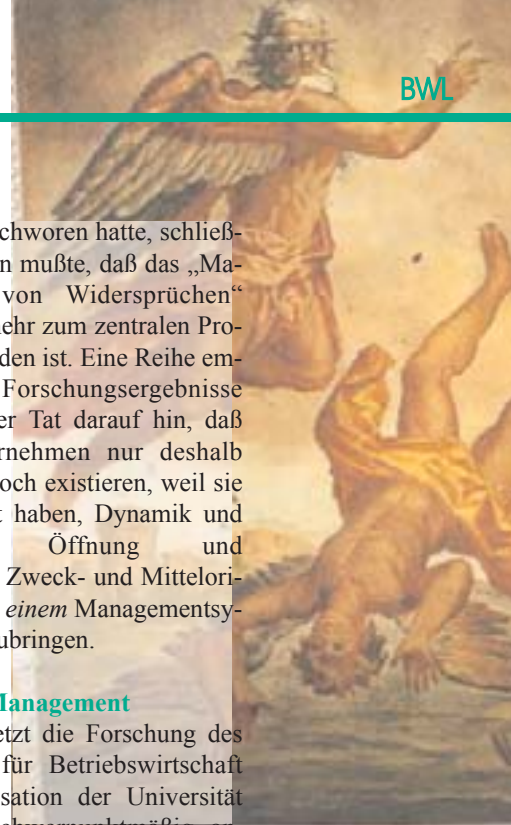 BWL
chworen hatte, schließ-
n mußte, daß das „Ma-
von Widersprüchen“
ehr zum zentralen Pro-
den ist. Eine Reihe em-
Forschungsergebnisse
er Tat darauf hin, daß
rnehmen nur deshalb
och existieren, weil sie
t haben, Dynamik und
Öffnung und
Zweck- und Mittelori-
einem Managementsy-
ubringen.
Management
etzt die Forschung des
für Betriebswirtschaft
sation der Universität